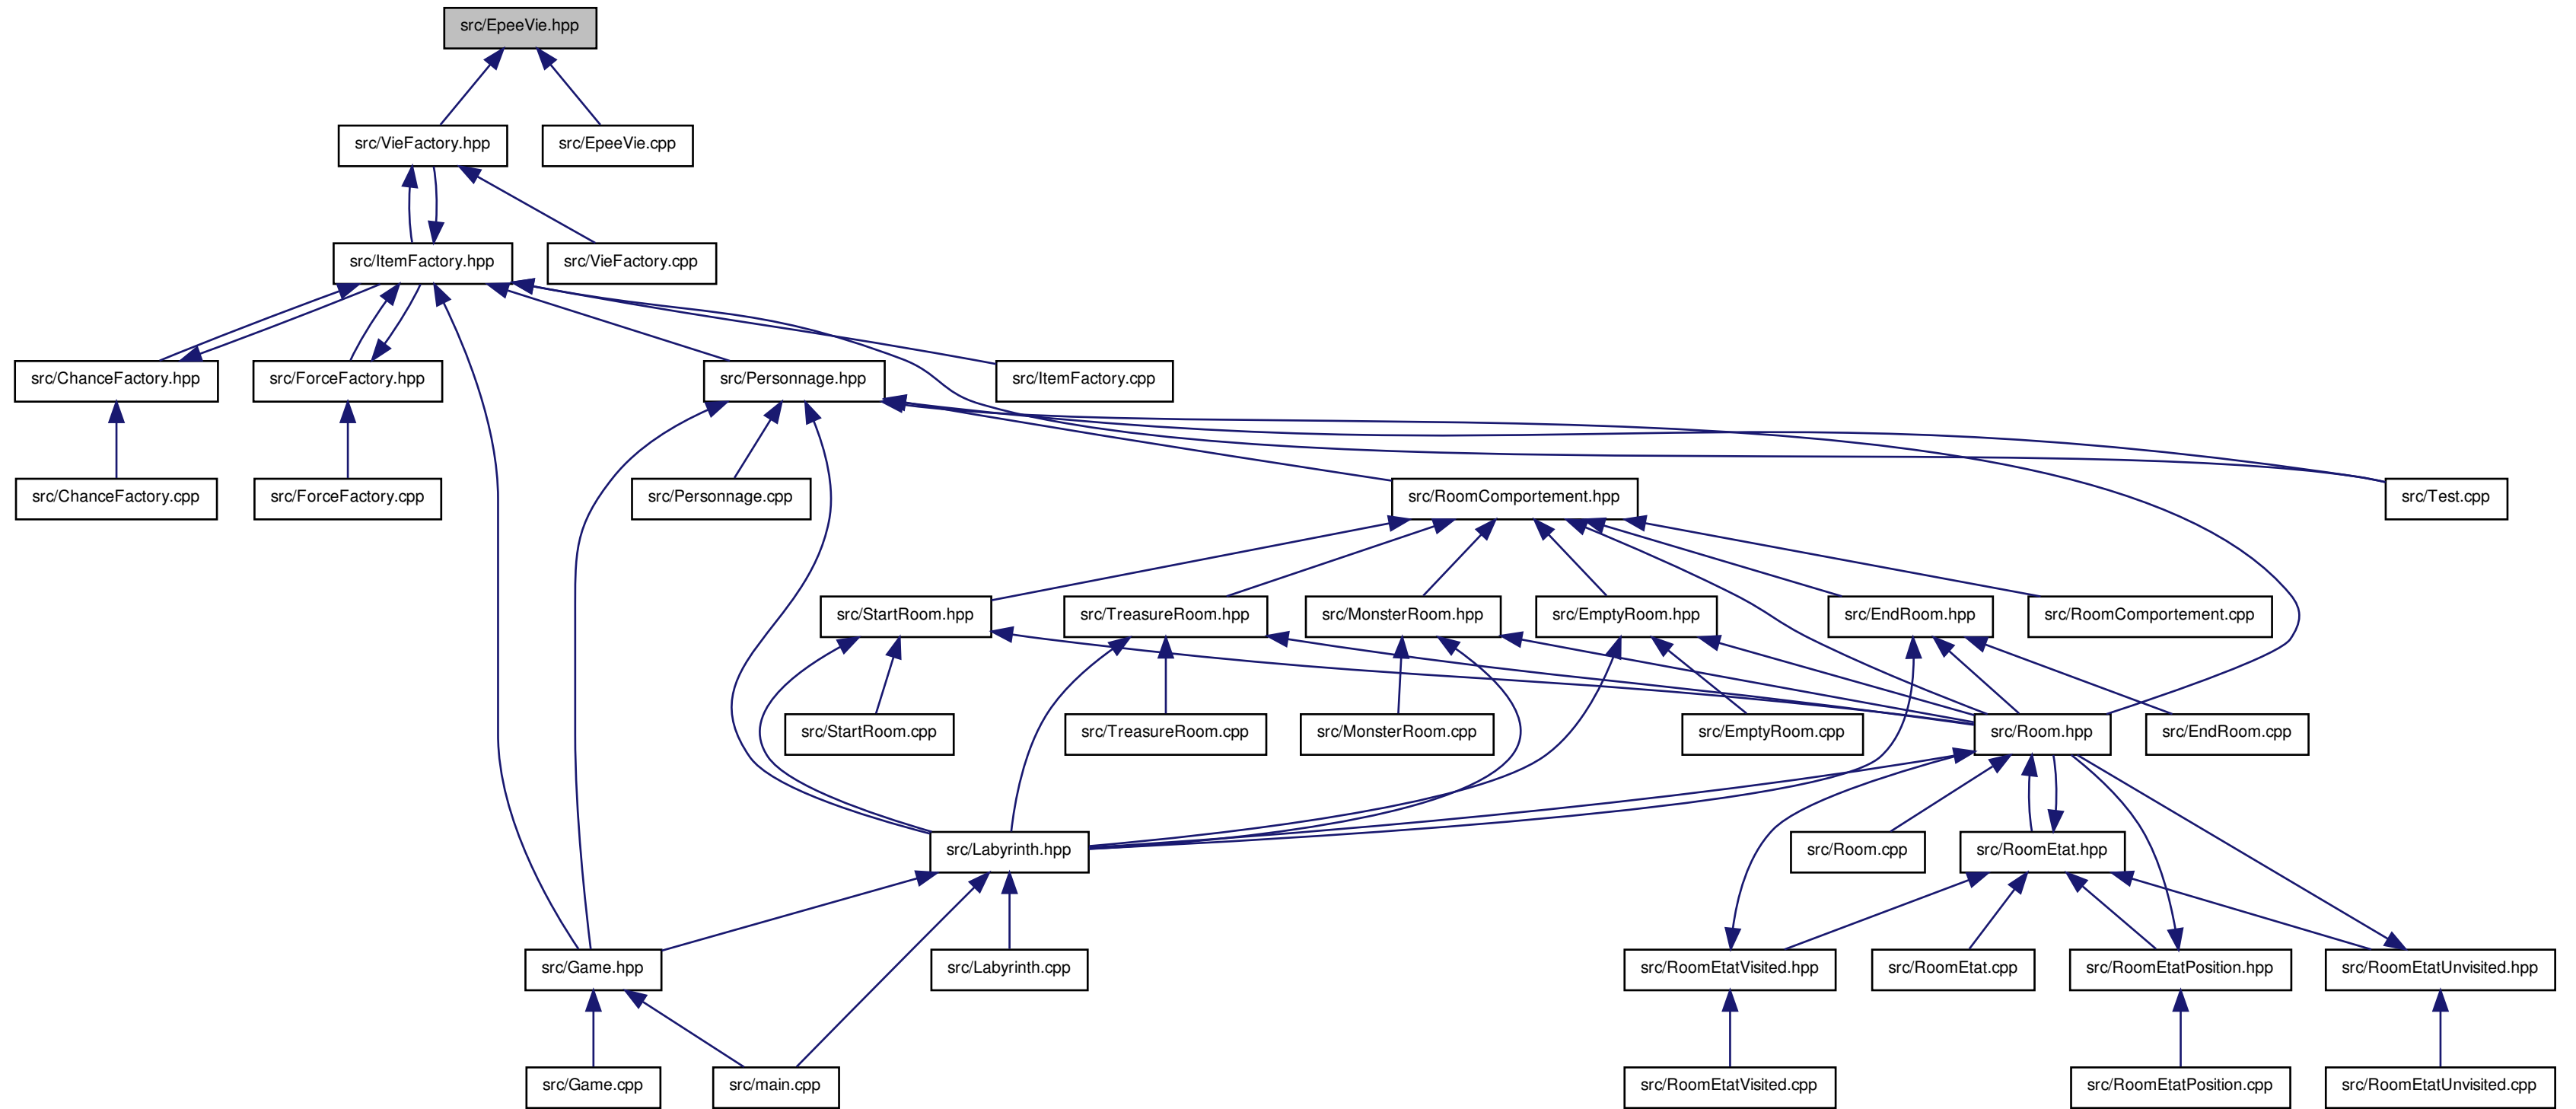 src/EpeeVie.hpp
src/VieFactory.hpp
src/EpeeVie.cpp
src/ItemFactory.hpp
src/VieFactory.cpp
src/ChanceFactory.hpp
src/ForceFactory.hpp
src/Personnage.hpp
src/ItemFactory.cpp
src/ChanceFactory.cpp
src/ForceFactory.cpp
src/Personnage.cpp
src/RoomComportement.hpp
src/Test.cpp
src/StartRoom.hpp
src/TreasureRoom.hpp
src/MonsterRoom.hpp
src/EmptyRoom.hpp
src/EndRoom.hpp
src/RoomComportement.cpp
src/StartRoom.cpp
src/TreasureRoom.cpp
src/MonsterRoom.cpp
src/EmptyRoom.cpp
src/Room.hpp
src/EndRoom.cpp
src/Labyrinth.hpp
src/Room.cpp
src/RoomEtat.hpp
src/Game.hpp
src/Labyrinth.cpp
src/RoomEtatVisited.hpp
src/RoomEtat.cpp
src/RoomEtatPosition.hpp
src/RoomEtatUnvisited.hpp
src/Game.cpp
src/main.cpp
src/RoomEtatVisited.cpp
src/RoomEtatPosition.cpp
src/RoomEtatUnvisited.cpp